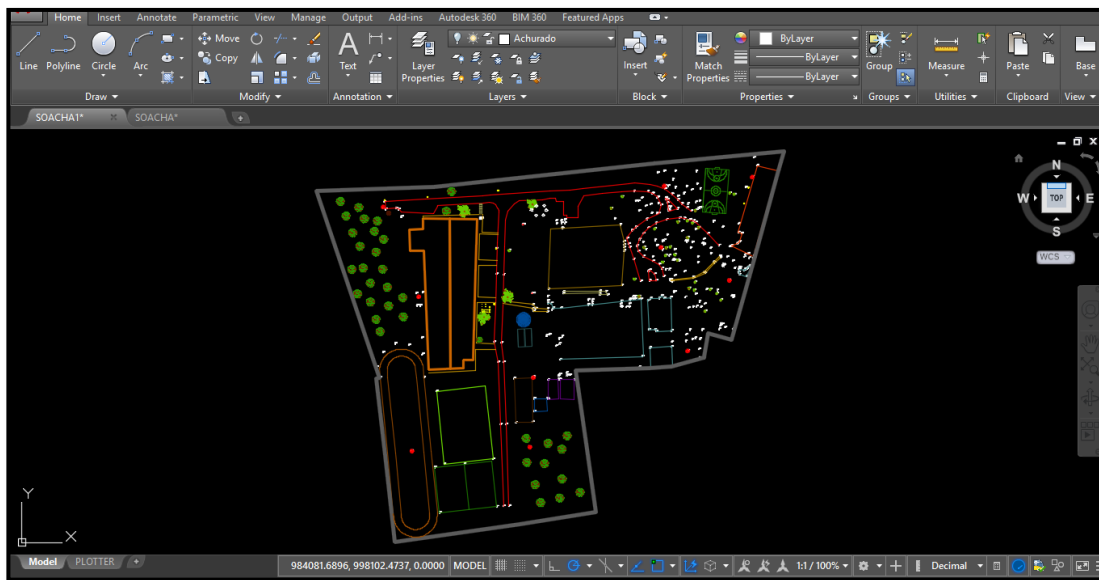 Home Insert Annotate Parametric View Manage Output Add-ins Autodesk 360 BIM 360 Featured Apps
Line Polyline Circle Arc
Move
Copy
Text
Layer
Properties
Achurado
Insert
Match
Properties
ByLayer
ByLayer
ByLayer
Group
Measure
Paste
Base
Draw Modify Annotation Layers Block Properties Groups Utilities Clipboard View
SOACHA1* SOACHA*
N
W TOP E
S
WCS
Y
X
Model PLOTTER 984081.6896, 998102.4737, 0.0000 MODEL 1:1 / 100% Decimal